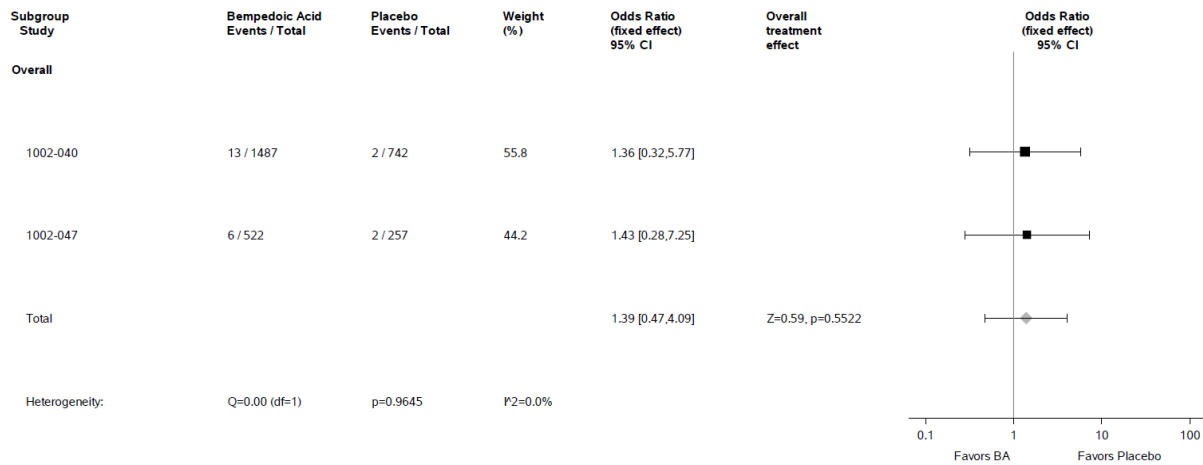 Subgroup Bempedoic Acid Placebo Weight Odds Ratio Overall Odds Ratio
Study Events / Total Events / Total (%) (fixed effect) treatment (fixed effect)
95% CI effect 95% CI
Overall
1002-040 13 / 1487 2 / 742 55.8 1.36 [0.32,5.77]
1002-047 6 / 522 2 / 257 44.2 1.43 [0.28,7.25]
Total 1.39 [0.47,4.09] Z=0.59, p=0.5522
Heterogeneity: Q=0.00 (df=1) p=0.9645 I^2=0.0%
0.1 1 10 100
Favors BA Favors Placebo